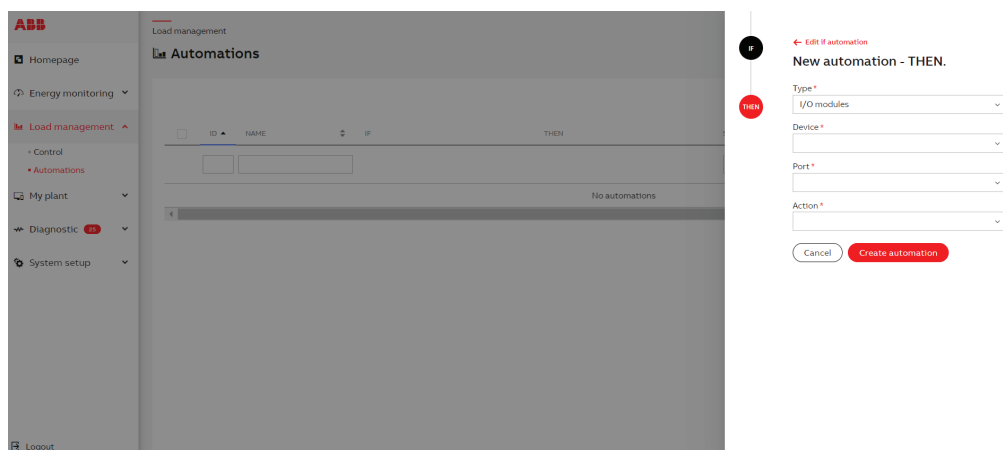 ABB
Homepage
Energy monitoring
Load management
Control
Automations
My plant
Diagnostic 25
System setup
Logout
Load management
Automations
ID NAME IF THEN
No automations
IF
THEN
← Edit if automation
New automation - THEN.
Type *
I/O modules
Device *
Port *
Action *
Cancel Create automation